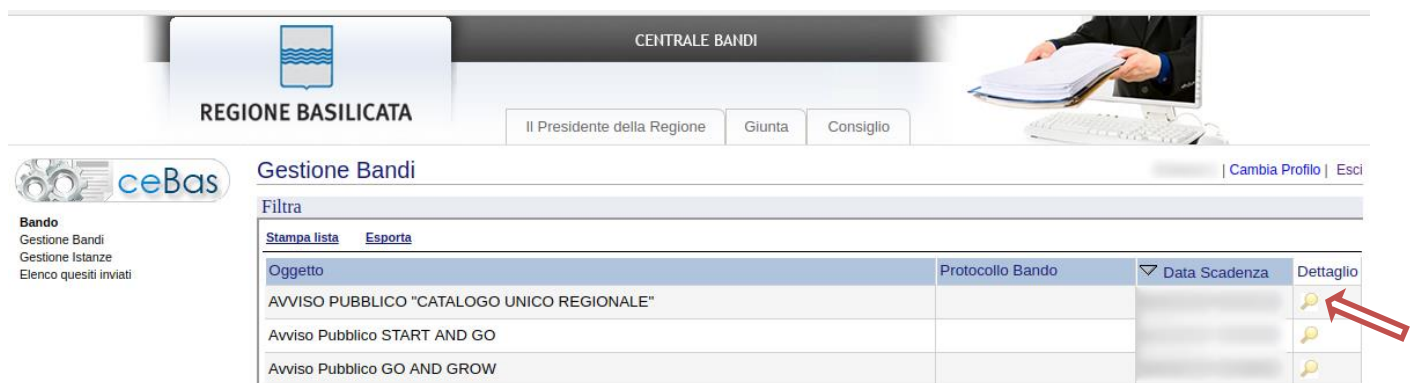 CENTRALE BANDI
REGIONE BASILICATA
Il Presidente della Regione Giunta Consiglio
ceBas
Gestione Bandi
| Cambia Profilo | Esci
Filtra
Bando
Gestione Bandi
Gestione Istanze
Elenco quesiti inviati
Stampa lista Esporta
Oggetto Protocollo Bando Data Scadenza Dettaglio
AVVISO PUBBLICO "CATALOGO UNICO REGIONALE"
Avviso Pubblico START AND GO
Avviso Pubblico GO AND GROW